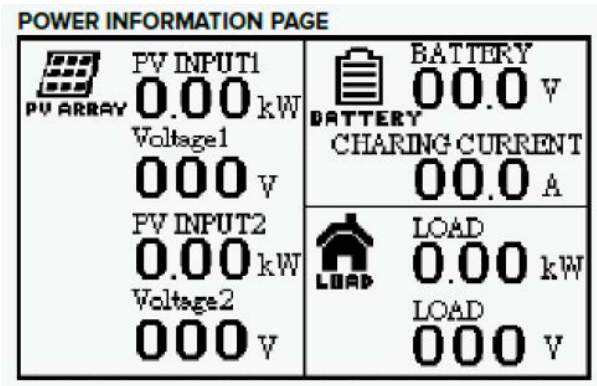 POWER INFORMATION PAGE
PV ARRAY
PV INPUT1
0.00 kW
Voltage1
000 V
PV INPUT2
0.00 kW
Voltage2
000 V
BATTERY
BATTERY
00.0 V
CHARING CURRENT
00.0 A
LOAD
LOAD
0.00 kW
LOAD
000 V